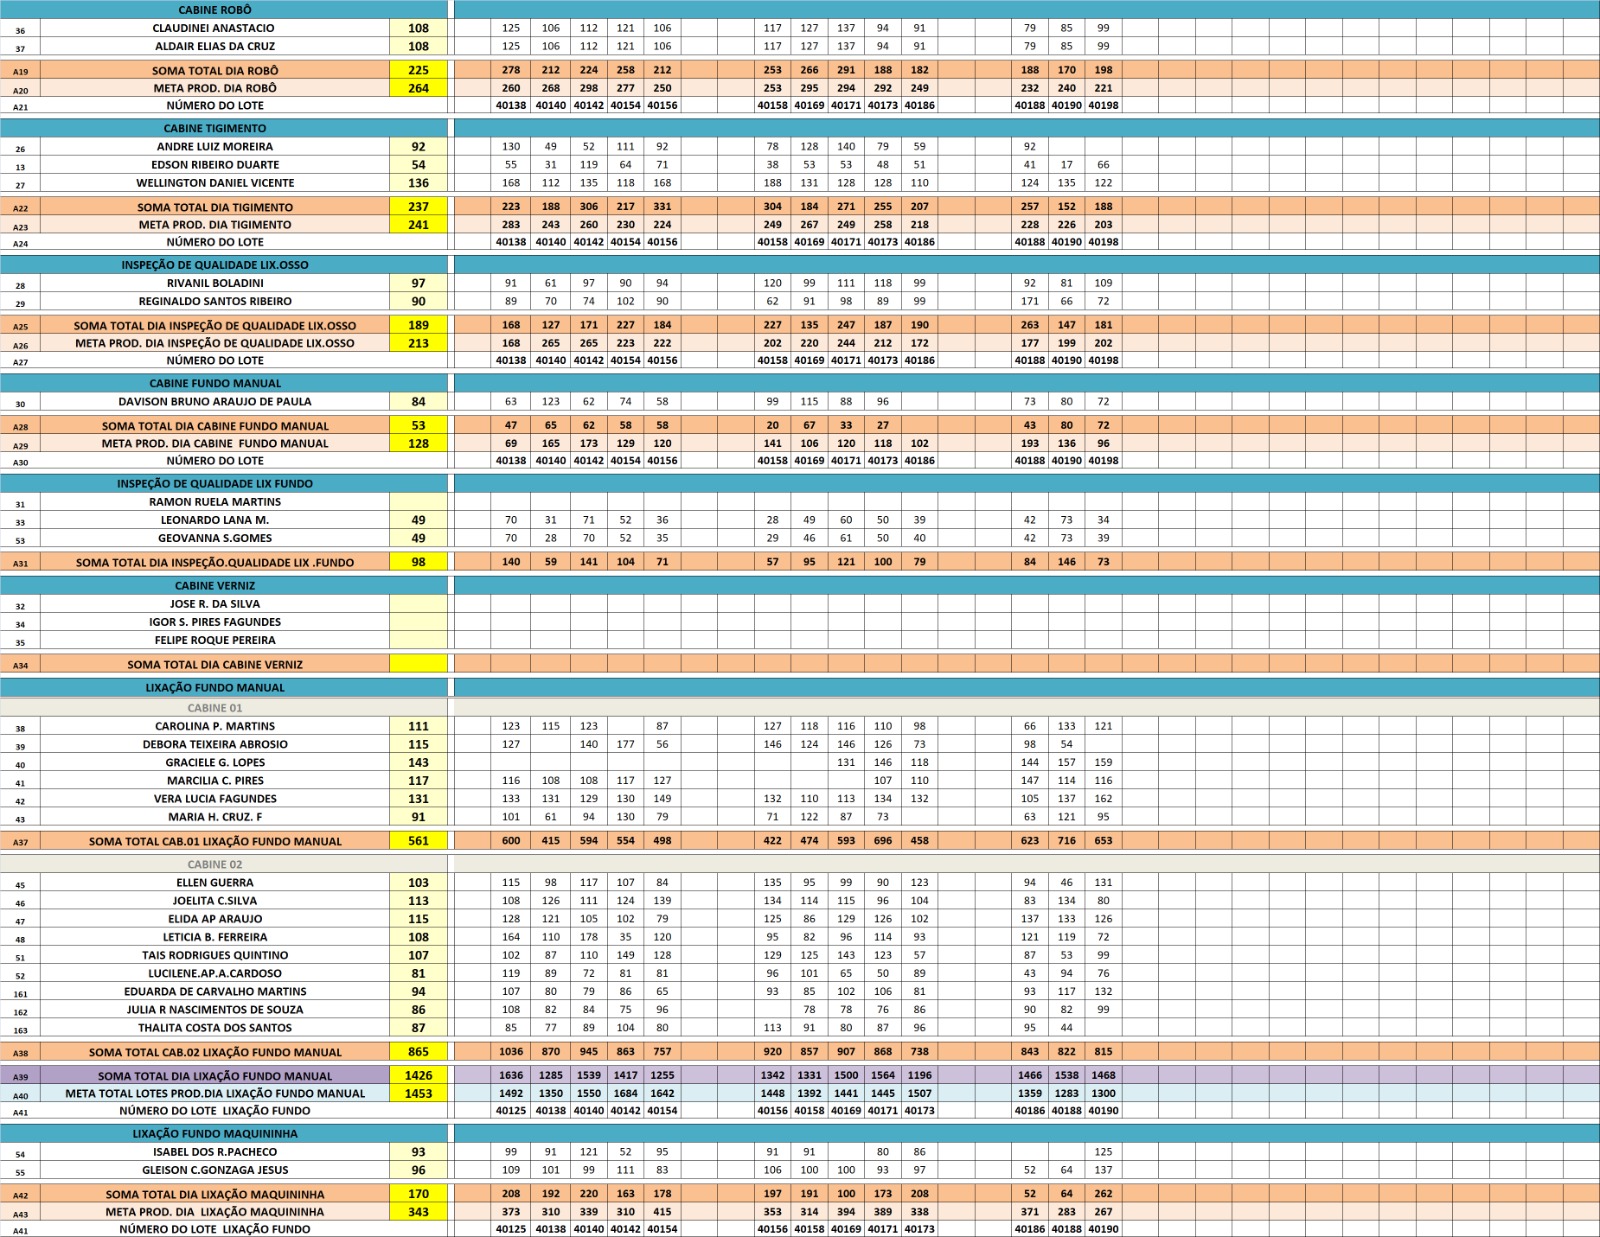 CABINE ROBÔ
36 CLAUDINEI ANASTACIO 108 125 106 112 121 106 117 127 137 94 91 79 85 99
37 ALDAIR ELIAS DA CRUZ 108 125 106 112 121 106 117 127 137 94 91 79 85 99
A19 SOMA TOTAL DIA ROBÔ 225 278 212 224 258 212 253 266 291 188 182 188 170 198
A20 META PROD. DIA ROBÔ 264 260 268 298 277 250 253 295 294 292 249 232 240 221
A21 NÚMERO DO LOTE 40138 40140 40142 40154 40156 40158 40169 40171 40173 40186 40188 40190 40198
CABINE TIGIMENTO
26 ANDRE LUIZ MOREIRA 92 130 49 52 111 92 78 128 140 79 59 92
13 EDSON RIBEIRO DUARTE 54 55 31 119 64 71 38 53 53 48 51 41 17 66
27 WELLINGTON DANIEL VICENTE 136 168 112 135 118 168 188 131 128 128 110 124 135 122
A22 SOMA TOTAL DIA TIGIMENTO 237 223 188 306 217 331 304 184 271 255 207 257 152 188
A23 META PROD. DIA TIGIMENTO 241 283 243 260 230 224 249 267 249 258 218 228 226 203
A24 NÚMERO DO LOTE 40138 40140 40142 40154 40156 40158 40169 40171 40173 40186 40188 40190 40198
INSPEÇÃO DE QUALIDADE LIX.OSSO
28 RIVANIL BOLADINI 97 91 61 97 90 94 120 99 111 118 99 92 81 109
29 REGINALDO SANTOS RIBEIRO 90 89 70 74 102 90 62 91 98 89 99 171 66 72
A25 SOMA TOTAL DIA INSPEÇÃO DE QUALIDADE LIX.OSSO 189 168 127 171 227 184 227 135 247 187 190 263 147 181
A26 META PROD. DIA INSPEÇÃO DE QUALIDADE LIX.OSSO 213 168 265 265 223 222 202 220 244 212 172 177 199 202
A27 NÚMERO DO LOTE 40138 40140 40142 40154 40156 40158 40169 40171 40173 40186 40188 40190 40198
CABINE FUNDO MANUAL
30 DAVISON BRUNO ARAUJO DE PAULA 84 63 123 62 74 58 99 115 88 96 73 80 72
A28 SOMA TOTAL DIA CABINE FUNDO MANUAL 53 47 65 62 58 58 20 67 33 27 43 80 72
A29 META PROD. DIA CABINE FUNDO MANUAL 128 69 165 173 129 120 141 106 120 118 102 193 136 96
A30 NÚMERO DO LOTE 40138 40140 40142 40154 40156 40158 40169 40171 40173 40186 40188 40190 40198
INSPEÇÃO DE QUALIDADE LIX FUNDO
31 RAMON RUELA MARTINS
33 LEONARDO LANA M. 49 70 31 71 52 36 28 49 60 50 39 42 73 34
53 GEOVANNA S.GOMES 49 70 28 70 52 35 29 46 61 50 40 42 73 39
A31 SOMA TOTAL DIA INSPEÇÃO.QUALIDADE LIX .FUNDO 98 140 59 141 104 71 57 95 121 100 79 84 146 73
CABINE VERNIZ
32 JOSE R. DA SILVA
34 IGOR S. PIRES FAGUNDES
35 FELIPE ROQUE PEREIRA
A34 SOMA TOTAL DIA CABINE VERNIZ
LIXAÇÃO FUNDO MANUAL
CABINE 01
38 CAROLINA P. MARTINS 111 123 115 123 87 127 118 116 110 98 66 133 121
39 DEBORA TEIXEIRA ABROSIO 115 127 140 177 56 146 124 146 126 73 98 54
40 GRACIELE G. LOPES 143 131 146 118 144 157 159
41 MARCILIA C. PIRES 117 116 108 108 117 127 107 110 147 114 116
42 VERA LUCIA FAGUNDES 131 133 131 129 130 149 132 110 113 134 132 105 137 162
43 MARIA H. CRUZ. F 91 101 61 94 130 79 71 122 87 73 63 121 95
A37 SOMA TOTAL CAB.01 LIXAÇÃO FUNDO MANUAL 561 600 415 594 554 498 422 474 593 696 458 623 716 653
CABINE 02
45 ELLEN GUERRA 103 115 98 117 107 84 135 95 99 90 123 94 46 131
46 JOELITA C.SILVA 113 108 126 111 124 139 134 114 115 96 104 83 134 80
47 ELIDA AP ARAUJO 115 128 121 105 102 79 125 86 129 126 102 137 133 126
48 LETICIA B. FERREIRA 108 164 110 178 35 120 95 82 96 114 93 121 119 72
51 TAIS RODRIGUES QUINTINO 107 102 87 110 149 128 129 125 143 123 57 87 53 99
52 LUCILENE.AP.A.CARDOSO 81 119 89 72 81 81 96 101 65 50 89 43 94 76
161 EDUARDA DE CARVALHO MARTINS 94 107 80 79 86 65 93 85 102 106 81 93 117 132
162 JULIA R NASCIMENTOS DE SOUZA 86 108 82 84 75 96 78 78 76 86 90 82 99
163 THALITA COSTA DOS SANTOS 87 85 77 89 104 80 113 91 80 87 96 95 44
A38 SOMA TOTAL CAB.02 LIXAÇÃO FUNDO MANUAL 865 1036 870 945 863 757 920 857 907 868 738 843 822 815
A39 SOMA TOTAL DIA LIXAÇÃO FUNDO MANUAL 1426 1636 1285 1539 1417 1255 1342 1331 1500 1564 1196 1466 1538 1468
A40 META TOTAL LOTES PROD.DIA LIXAÇÃO FUNDO MANUAL 1453 1492 1350 1550 1684 1642 1448 1392 1441 1445 1507 1359 1283 1300
A41 NÚMERO DO LOTE LIXAÇÃO FUNDO 40125 40138 40140 40142 40154 40156 40158 40169 40171 40173 40186 40188 40190
LIXAÇÃO FUNDO MAQUININHA
54 ISABEL DOS R.PACHECO 93 99 91 121 52 95 91 91 80 86 125
55 GLEISON C.GONZAGA JESUS 96 109 101 99 111 83 106 100 100 93 97 52 64 137
A42 SOMA TOTAL DIA LIXAÇÃO MAQUININHA 170 208 192 220 163 178 197 191 100 173 208 52 64 262
A43 META PROD. DIA LIXAÇÃO MAQUININHA 343 373 310 339 310 415 353 314 394 389 338 371 283 267
A41 NÚMERO DO LOTE LIXAÇÃO FUNDO 40125 40138 40140 40142 40154 40156 40158 40169 40171 40173 40186 40188 40190